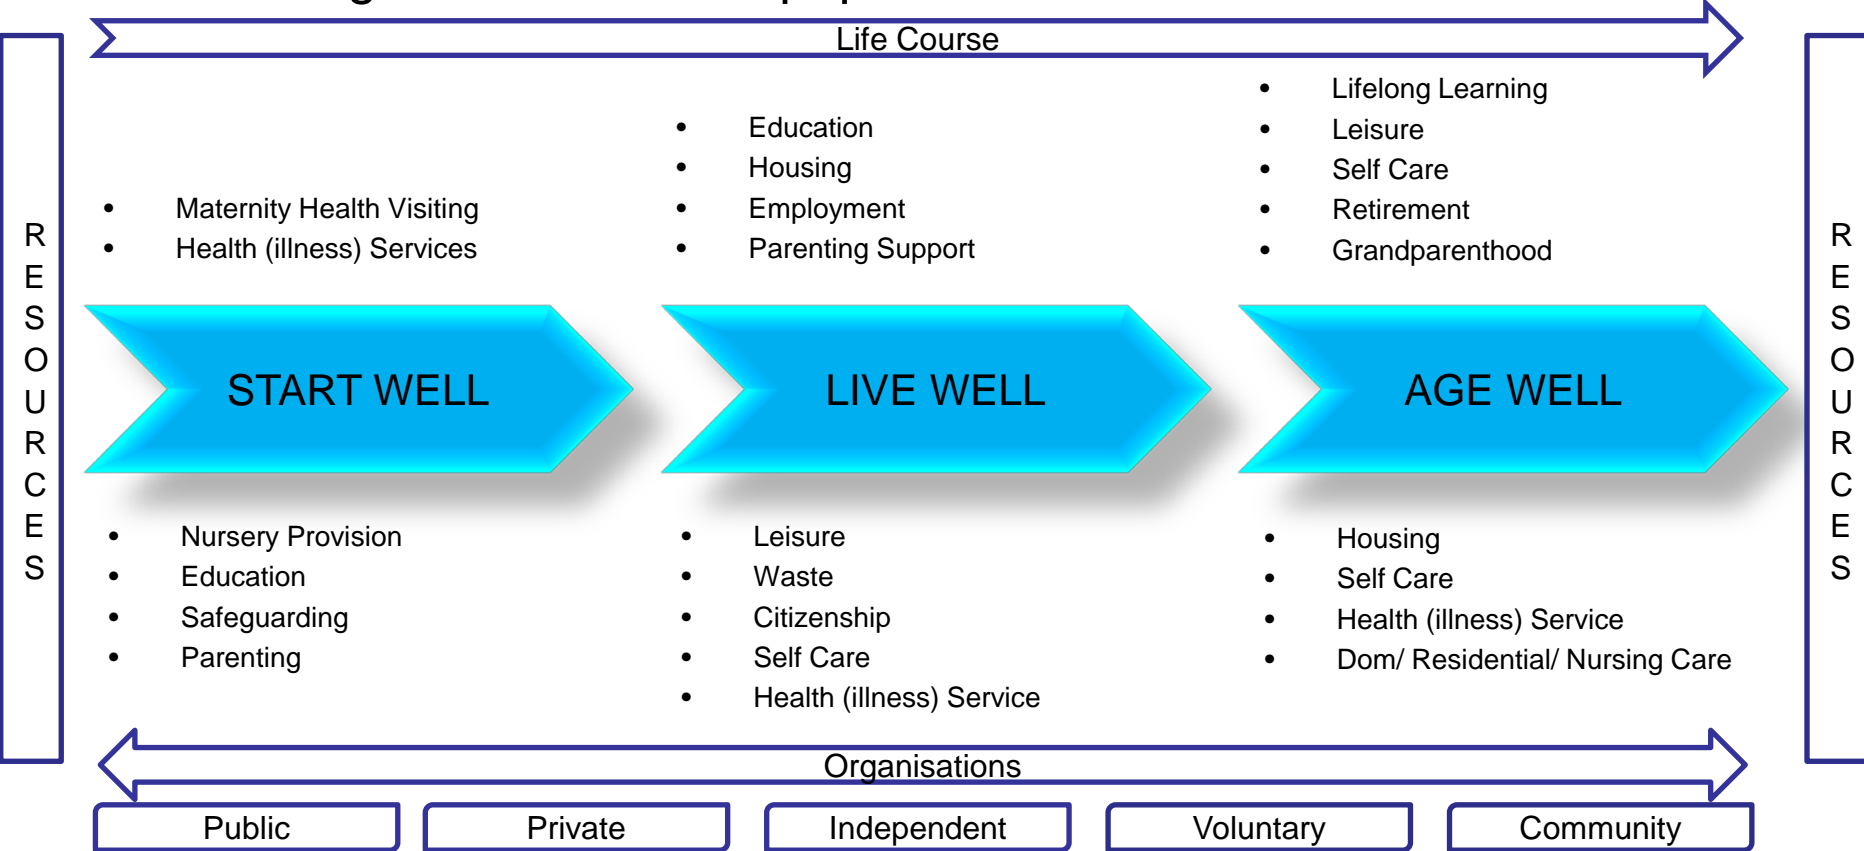 Life Course
RESOURCES
Maternity Health Visiting
Health (illness) Services
Education
Housing
Employment
Parenting Support
Lifelong Learning
Leisure
Self Care
Retirement
Grandparenthood
START WELL
LIVE WELL
AGE WELL
Nursery Provision
Education
Safeguarding
Parenting
Leisure
Waste
Citizenship
Self Care
Health (illness) Service
Housing
Self Care
Health (illness) Service
Dom/ Residential/ Nursing Care
RESOURCES
Organisations
Public
Private
Independent
Voluntary
Community